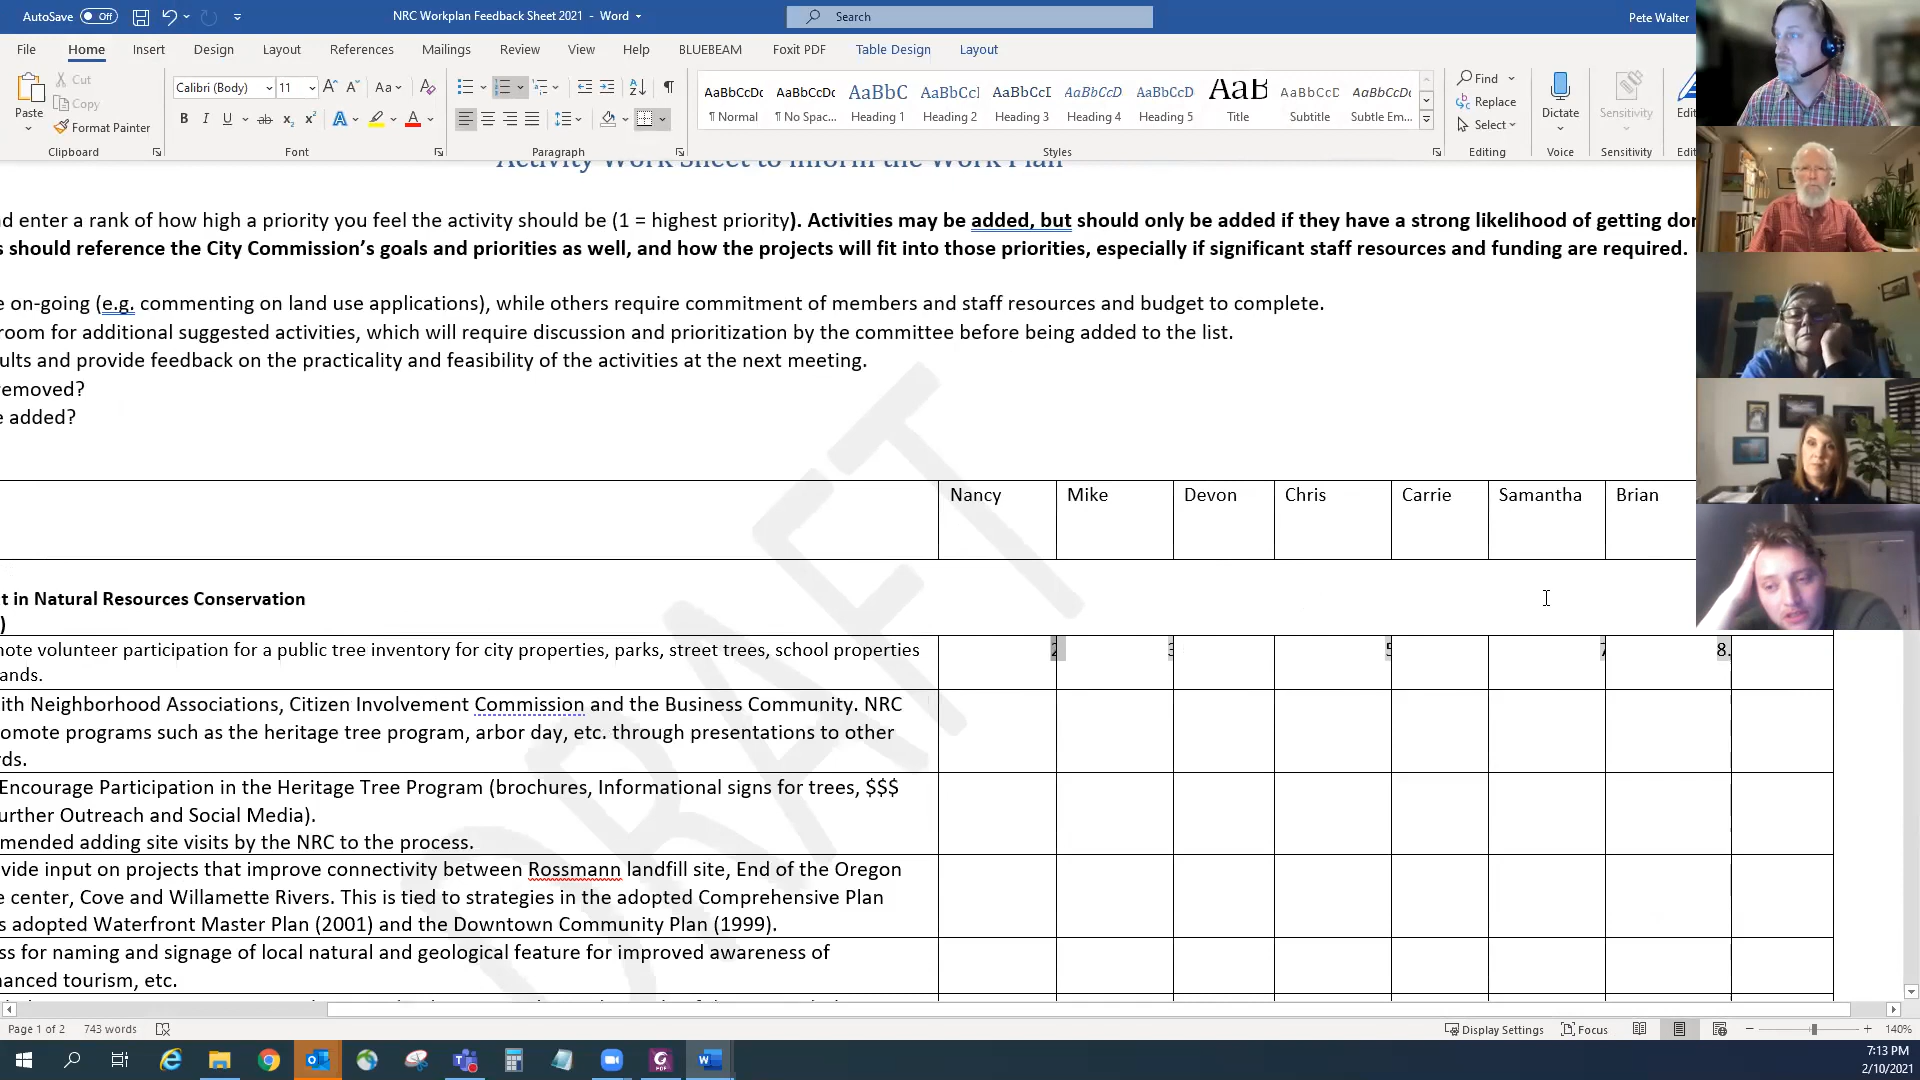 AutoSave Off NRC Workplan Feedback Sheet 2021 - Word Search Pete Walter
File Home Insert Design Layout References Mailings Review View Help BLUEBEAM Foxit PDF Table Design Layout
Paste Cut Copy Format Painter
Calibri (Body) 11
AaBbCcDc AaBbCcDc AaBbC AaBbCcI AaBbCcI AaBbCcD AaBbCcD AaB AaBbCcD AaBbCcDc
¶ Normal ¶ No Spac... Heading 1 Heading 2 Heading 3 Heading 4 Heading 5 Title Subtitle Subtle Em...
Find Replace Select Dictate Sensitivity
Clipboard Font Paragraph Styles Editing Voice Sensitivity
Activity Work Sheet to inform the Work Plan
d enter a rank of how high a priority you feel the activity should be (1 = highest priority). Activities may be added, but should only be added if they have a strong likelihood of getting don
s should reference the City Commission's goals and priorities as well, and how the projects will fit into those priorities, especially if significant staff resources and funding are required.
e on-going (e.g. commenting on land use applications), while others require commitment of members and staff resources and budget to complete.
room for additional suggested activities, which will require discussion and prioritization by the committee before being added to the list.
ults and provide feedback on the practicality and feasibility of the activities at the next meeting.
removed?
e added?
Nancy Mike Devon Chris Carrie Samantha Brian
t in Natural Resources Conservation
)
note volunteer participation for a public tree inventory for city properties, parks, street trees, school properties 2 3 5 7 8.
ands.
ith Neighborhood Associations, Citizen Involvement Commission and the Business Community. NRC
omote programs such as the heritage tree program, arbor day, etc. through presentations to other
rds.
Encourage Participation in the Heritage Tree Program (brochures, Informational signs for trees, $$$
urther Outreach and Social Media).
mended adding site visits by the NRC to the process.
vide input on projects that improve connectivity between Rossmann landfill site, End of the Oregon
e center, Cove and Willamette Rivers. This is tied to strategies in the adopted Comprehensive Plan
s adopted Waterfront Master Plan (2001) and the Downtown Community Plan (1999).
ss for naming and signage of local natural and geological feature for improved awareness of
hanced tourism, etc.
DRAFT
Page 1 of 2 743 words Display Settings Focus 140%
7:13 PM
2/10/2021